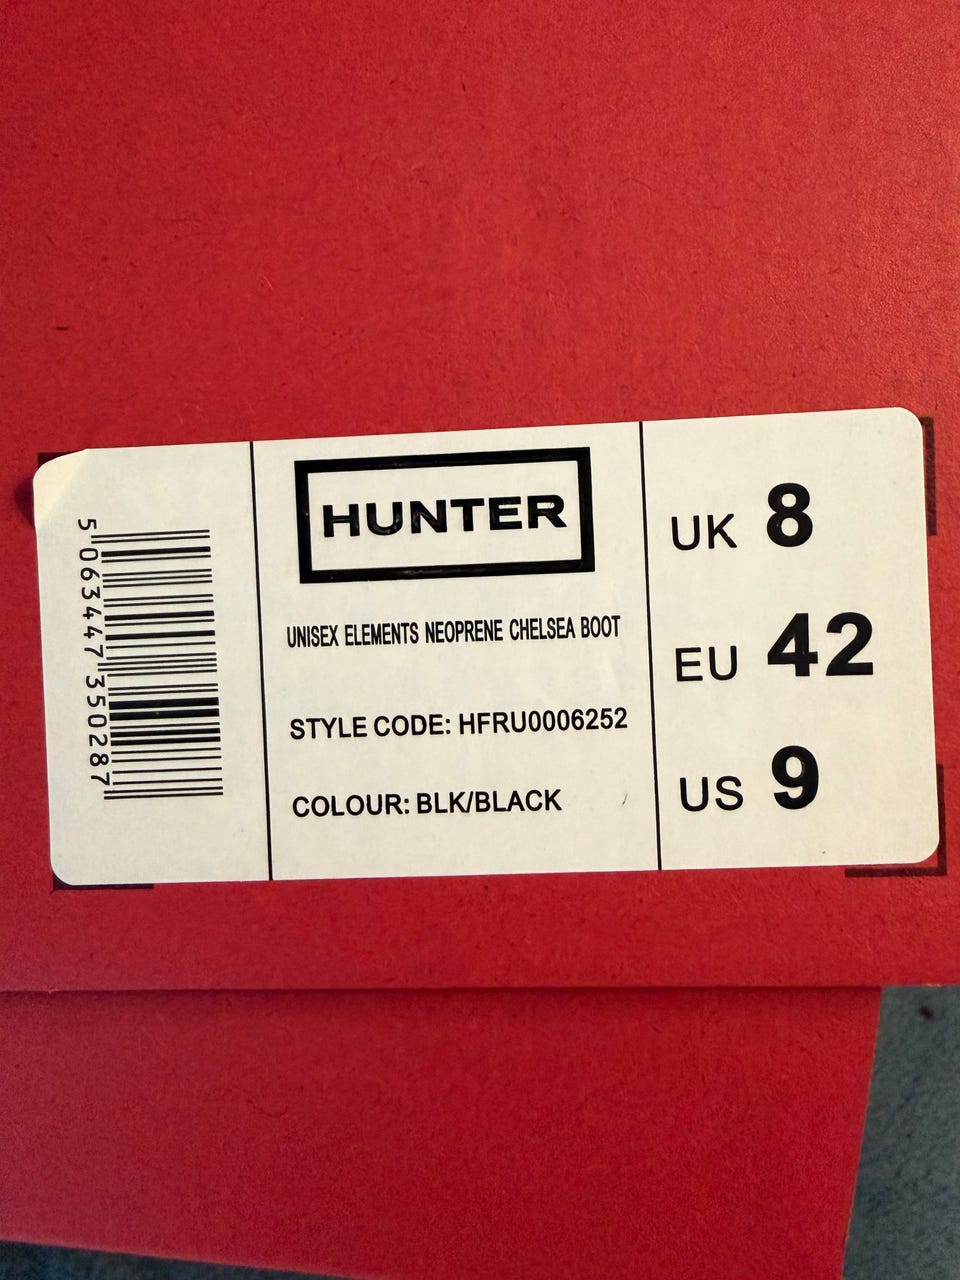 5 063447 350287
HUNTER
UNISEX ELEMENTS NEOPRENE CHELSEA BOOT
STYLE CODE: HFRU0006252
COLOUR: BLK/BLACK
UK 8
EU 42
US 9